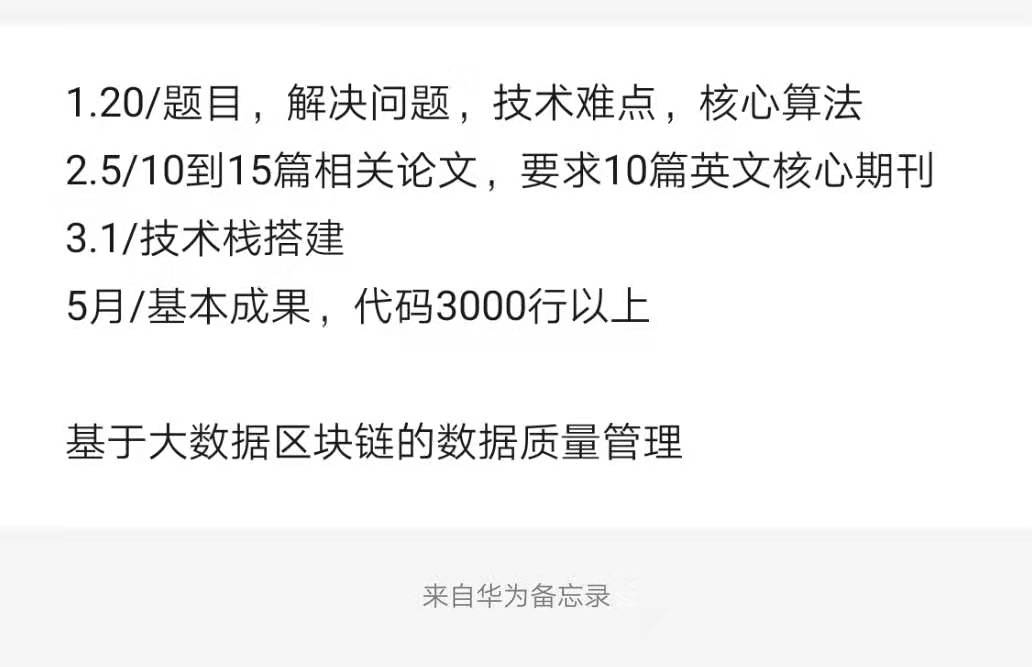 1.20/题目，解决问题，技术难点，核心算法
2.5/10到15篇相关论文，要求10篇英文核心期刊
3.1/技术栈搭建
5月/基本成果，代码3000行以上
基于大数据区块链的数据质量管理
来自华为备忘录